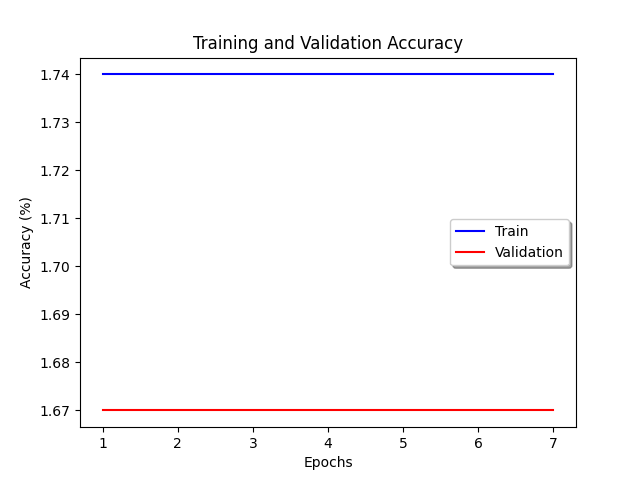 Training and Validation Accuracy
1.74
1.73
1.72
1.71
1.70
1.69
1.68
1.67
Accuracy (%)
Train
Validation
1 2 3 4 5 6 7
Epochs